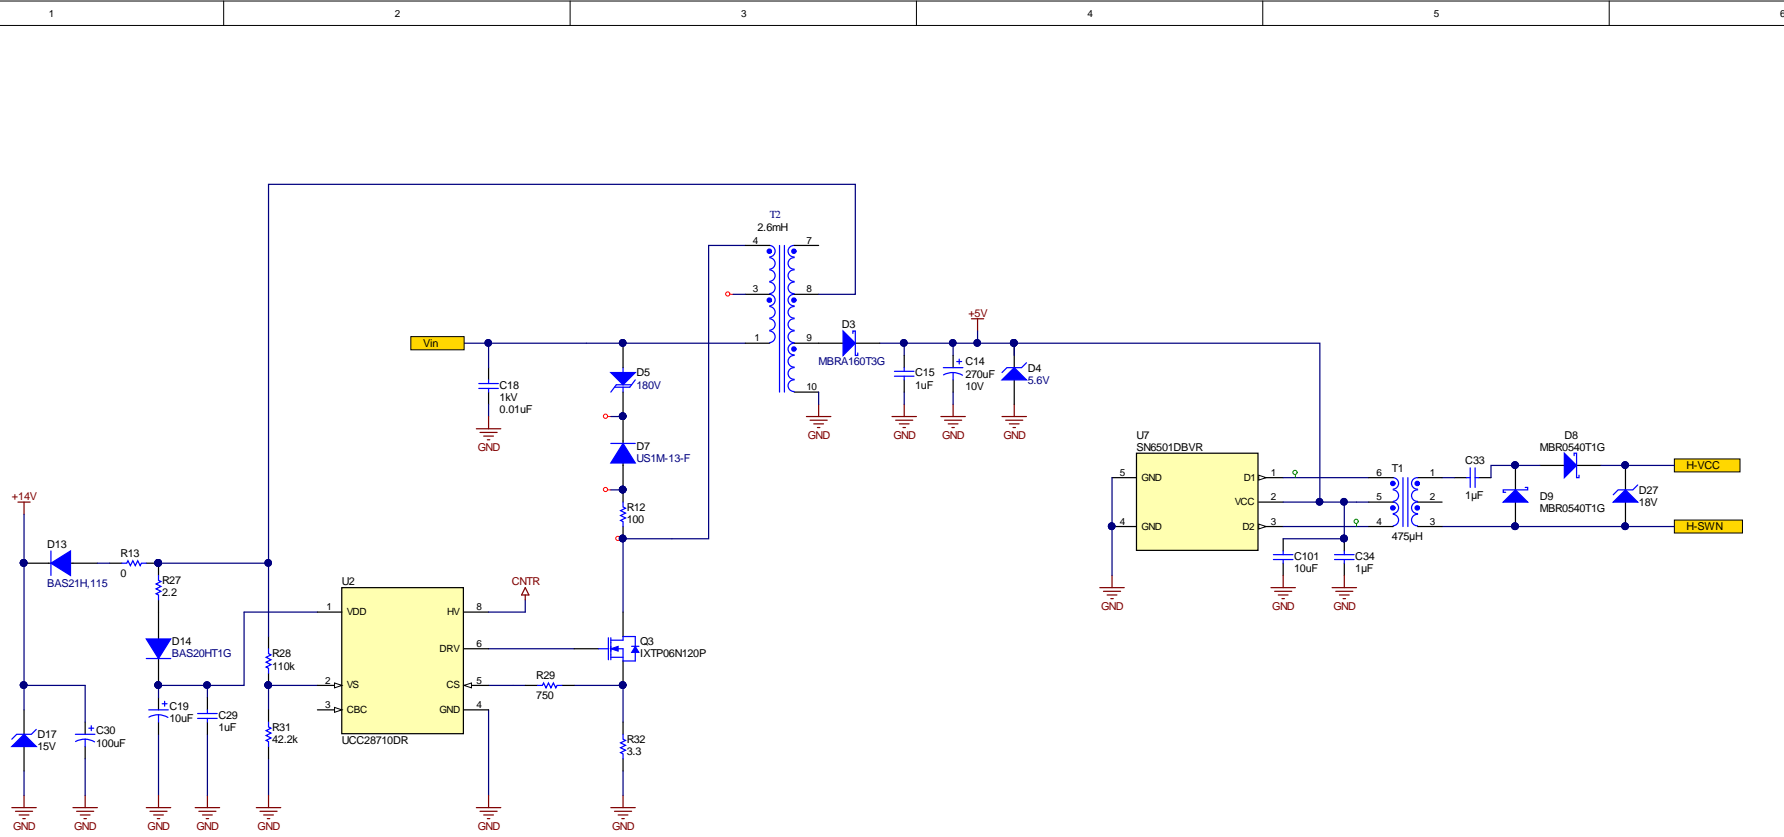 1 2 3 4 5 6
T2
2.6mH
4 7
3 8
1 9
10
GND
Vin
C18
1kV
0.01uF
GND
D5
180V
D7
US1M-13-F
R12
100
D3
MBRA160T3G
C15
1uF
GND
+5V
C14
270uF
10V
GND
D4
5.6V
GND
U7
SN6501DBVR
5 GND D1 1
VCC 2
4 GND D2 3
GND
C101
10uF
GND
C34
1µF
GND
T1
6 1
5 2
4 3
475µH
C33
1µF
D8
MBR0540T1G
D9
MBR0540T1G
D27
18V
H-VCC
H-SWN
+14V
D13
BAS21H,115
R13
0
R27
2.2
D14
BAS20HT1G
D17
15V
GND
C30
100uF
GND
C19
10uF
GND
C29
1uF
GND
R28
110k
R31
42.2k
GND
U2
1 VDD HV 8
DRV 6
2 VS CS 5
3 CBC GND 4
UCC28710DR
CNTR
GND
R29
750
Q3
IXTP06N120P
R32
3.3
GND